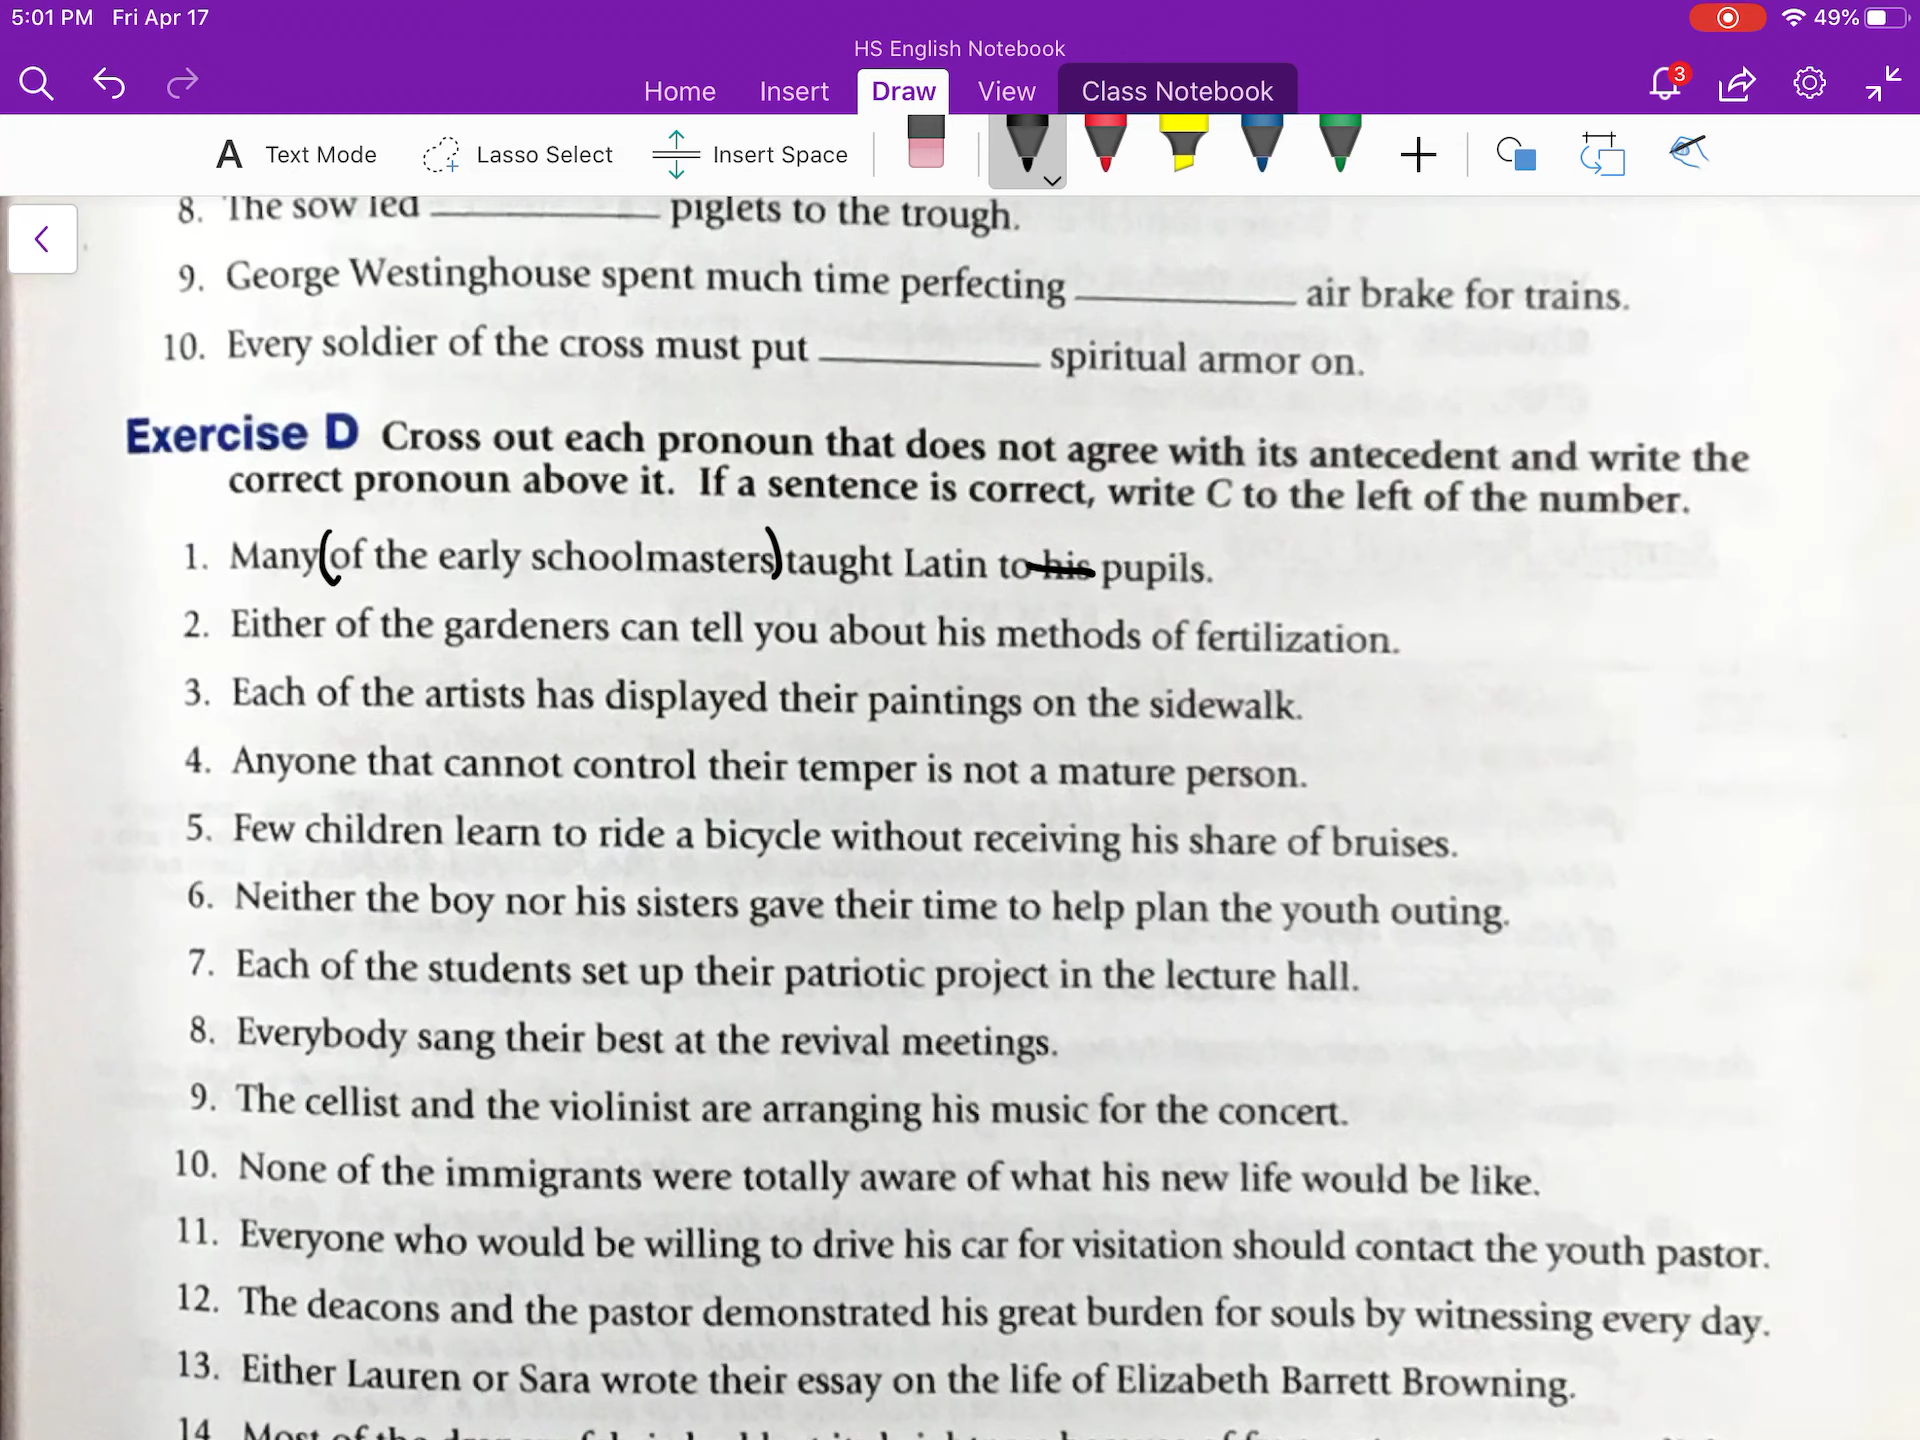 5:01 PM Fri Apr 17
49%
HS English Notebook
Home Insert Draw View Class Notebook
3
A Text Mode Lasso Select Insert Space
8. The sow led ________ piglets to the trough.
9. George Westinghouse spent much time perfecting ________ air brake for trains.
10. Every soldier of the cross must put ________ spiritual armor on.
Exercise D Cross out each pronoun that does not agree with its antecedent and write the
correct pronoun above it. If a sentence is correct, write C to the left of the number.
1. Many (of the early schoolmasters) taught Latin to his pupils.
2. Either of the gardeners can tell you about his methods of fertilization.
3. Each of the artists has displayed their paintings on the sidewalk.
4. Anyone that cannot control their temper is not a mature person.
5. Few children learn to ride a bicycle without receiving his share of bruises.
6. Neither the boy nor his sisters gave their time to help plan the youth outing.
7. Each of the students set up their patriotic project in the lecture hall.
8. Everybody sang their best at the revival meetings.
9. The cellist and the violinist are arranging his music for the concert.
10. None of the immigrants were totally aware of what his new life would be like.
11. Everyone who would be willing to drive his car for visitation should contact the youth pastor.
12. The deacons and the pastor demonstrated his great burden for souls by witnessing every day.
13. Either Lauren or Sara wrote their essay on the life of Elizabeth Barrett Browning.
14 Most of the